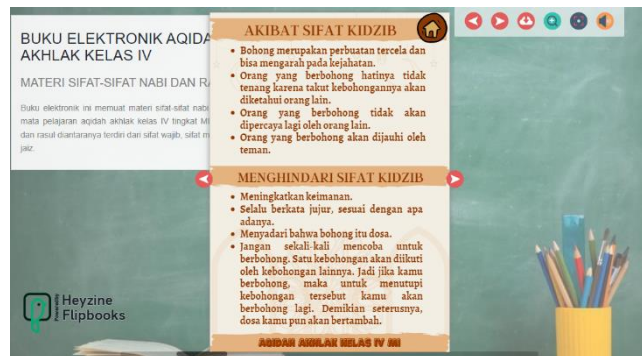 BUKU ELEKTRONIK AQIDA
AKHLAK KELAS IV
MATERI SIFAT-SIFAT NABI DAN RA
Buku elektronik ini memuat materi sifat-sifat nabi
mata pelajaran aqidah akhlak kelas IV tingkat MI
dan rasul diantaranya terdiri dari sifat wajib, sifat m
jaiz.
AKIBAT SIFAT KIDZIB
• Bohong merupakan perbuatan tercela dan
bisa mengarah pada kejahatan.
• Orang yang berbohong hatinya tidak
tenang karena takut kebohongannya akan
diketahui orang lain.
• Orang yang berbohong tidak akan
dipercaya lagi oleh orang lain.
• Orang yang berbohong akan dijauhi oleh
teman.
MENGHINDARI SIFAT KIDZIB
• Meningkatkan keimanan.
• Selalu berkata jujur, sesuai dengan apa
adanya.
• Menyadari bahwa bohong itu dosa.
• Jangan sekali-kali mencoba untuk
berbohong. Satu kebohongan akan diikuti
oleh kebohongan lainnya. Jadi jika kamu
berbohong, maka untuk menutupi
kebohongan tersebut kamu akan
berbohong lagi. Demikian seterusnya,
dosa kamu pun akan bertambah.
AQIDAH AKHLAK KELAS IV MI
Heyzine
Flipbooks